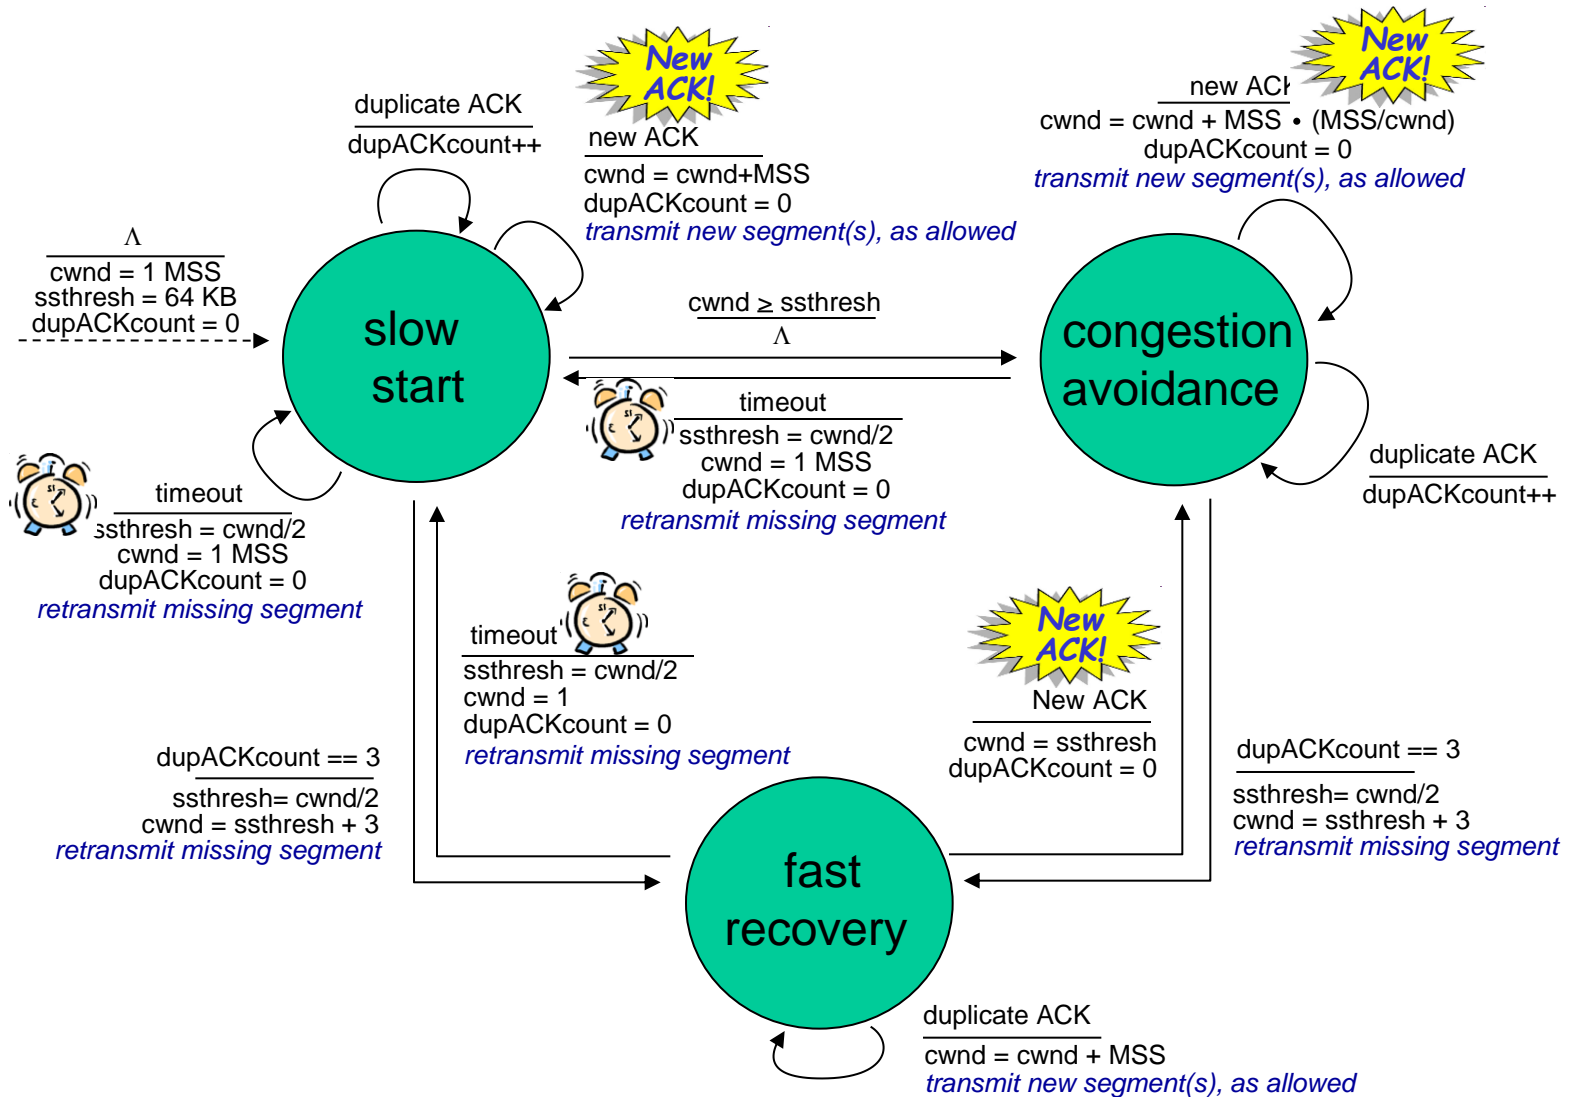 New
ACK!
duplicate ACK
dupACKcount++
new ACK
cwnd = cwnd+MSS
dupACKcount = 0
transmit new segment(s), as allowed
New
ACK!
new ACK
cwnd = cwnd + MSS • (MSS/cwnd)
dupACKcount = 0
transmit new segment(s), as allowed
Λ
cwnd = 1 MSS
ssthresh = 64 KB
dupACKcount = 0
slow
start
cwnd ≥ ssthresh
Λ
congestion
avoidance
timeout
ssthresh = cwnd/2
cwnd = 1 MSS
dupACKcount = 0
retransmit missing segment
duplicate ACK
dupACKcount++
timeout
ssthresh = cwnd/2
cwnd = 1 MSS
dupACKcount = 0
retransmit missing segment
timeout
ssthresh = cwnd/2
cwnd = 1
dupACKcount = 0
retransmit missing segment
New
ACK!
New ACK
cwnd = ssthresh
dupACKcount = 0
dupACKcount == 3
ssthresh= cwnd/2
cwnd = ssthresh + 3
retransmit missing segment
dupACKcount == 3
ssthresh= cwnd/2
cwnd = ssthresh + 3
retransmit missing segment
fast
recovery
duplicate ACK
cwnd = cwnd + MSS
transmit new segment(s), as allowed